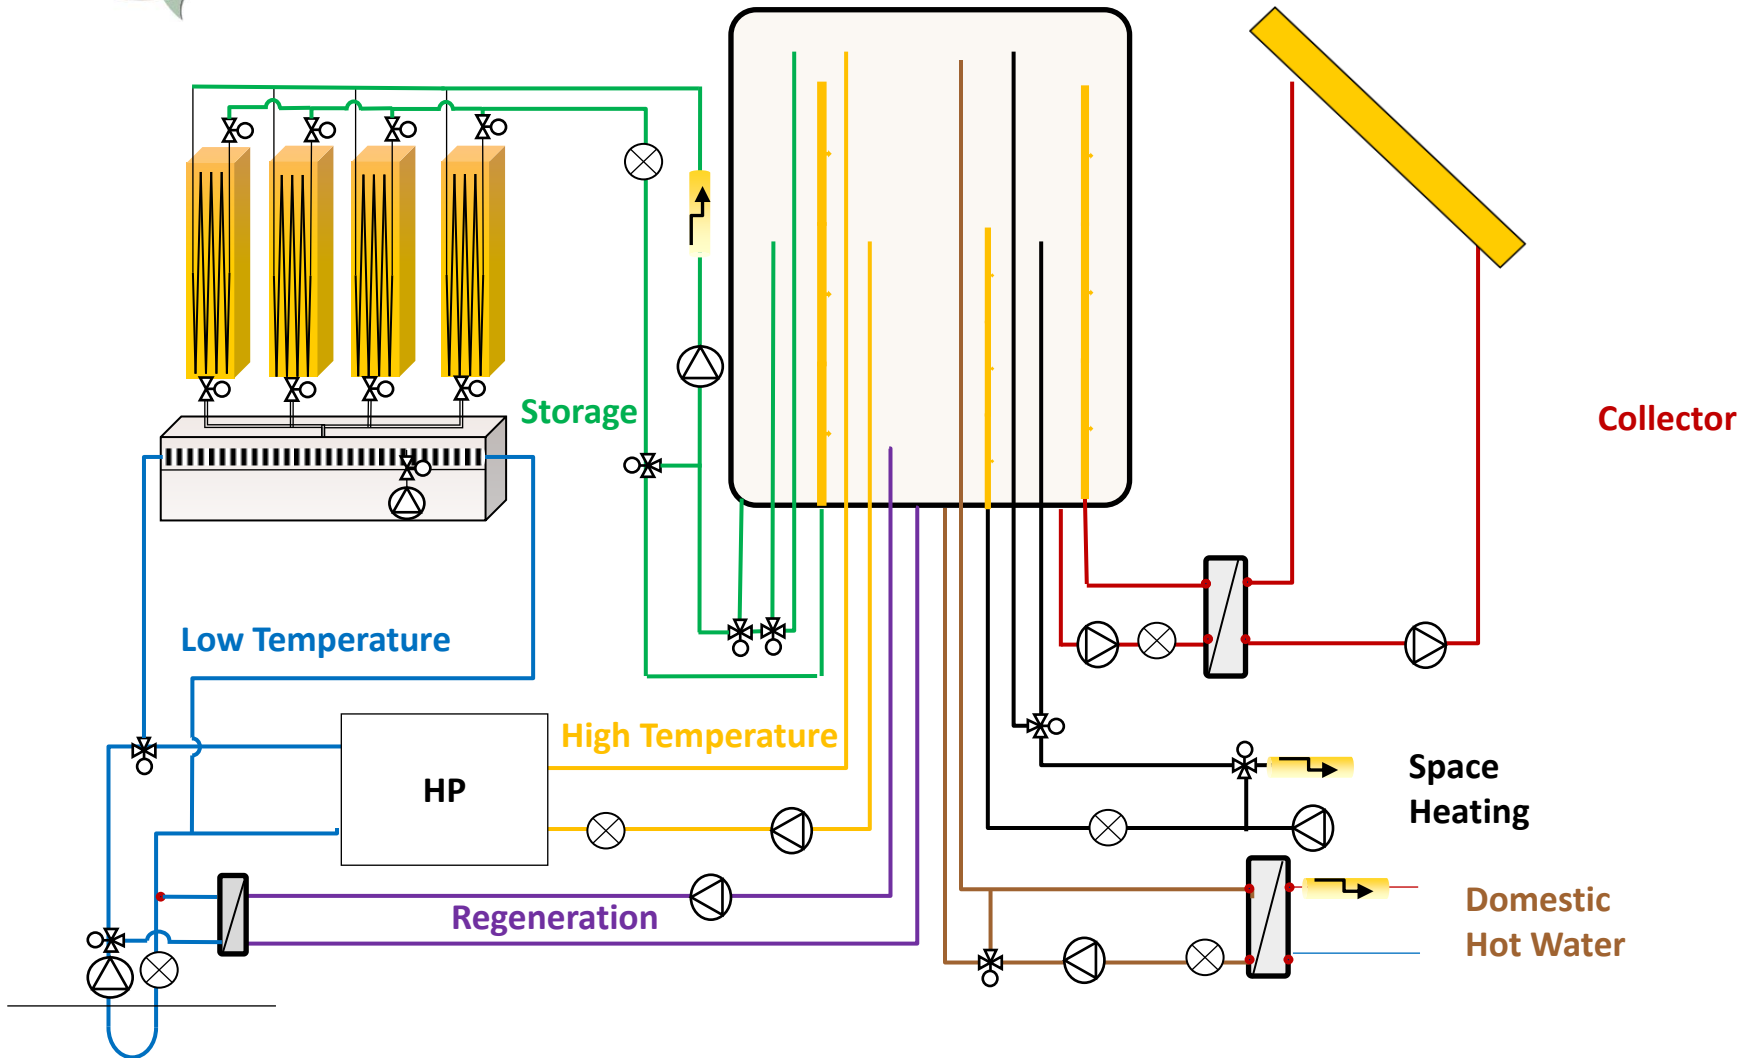 Storage
Collector
Low Temperature
High Temperature
HP
Space
Heating
Regeneration
Domestic
Hot Water